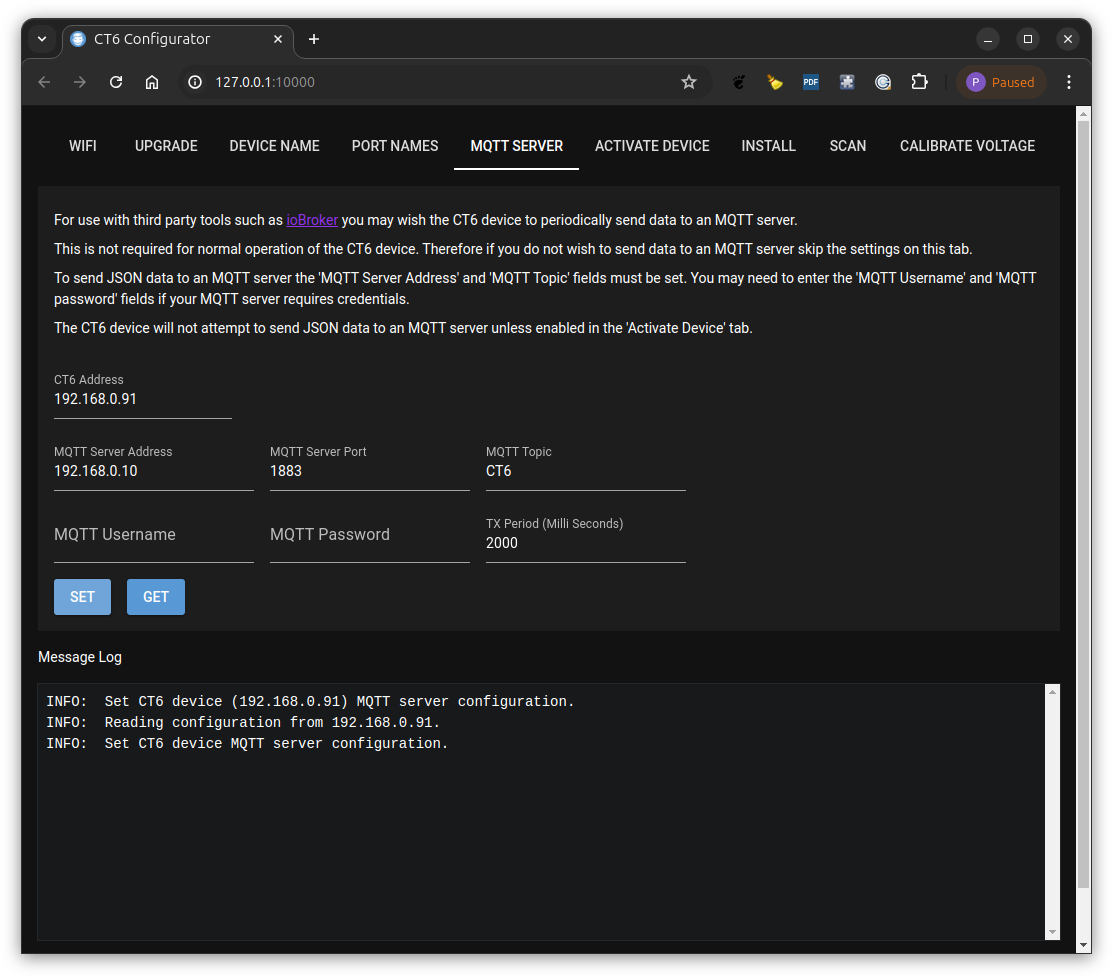 CT6 Configurator
127.0.0.1:10000
PDF
P Paused
WIFI UPGRADE DEVICE NAME PORT NAMES MQTT SERVER ACTIVATE DEVICE INSTALL SCAN CALIBRATE VOLTAGE
For use with third party tools such as ioBroker you may wish the CT6 device to periodically send data to an MQTT server.
This is not required for normal operation of the CT6 device. Therefore if you do not wish to send data to an MQTT server skip the settings on this tab.
To send JSON data to an MQTT server the 'MQTT Server Address' and 'MQTT Topic' fields must be set. You may need to enter the 'MQTT Username' and 'MQTT
password' fields if your MQTT server requires credentials.
The CT6 device will not attempt to send JSON data to an MQTT server unless enabled in the 'Activate Device' tab.
CT6 Address
192.168.0.91
MQTT Server Address MQTT Server Port MQTT Topic
192.168.0.10 1883 CT6
MQTT Username MQTT Password TX Period (Milli Seconds)
2000
SET GET
Message Log
INFO: Set CT6 device (192.168.0.91) MQTT server configuration.
INFO: Reading configuration from 192.168.0.91.
INFO: Set CT6 device MQTT server configuration.